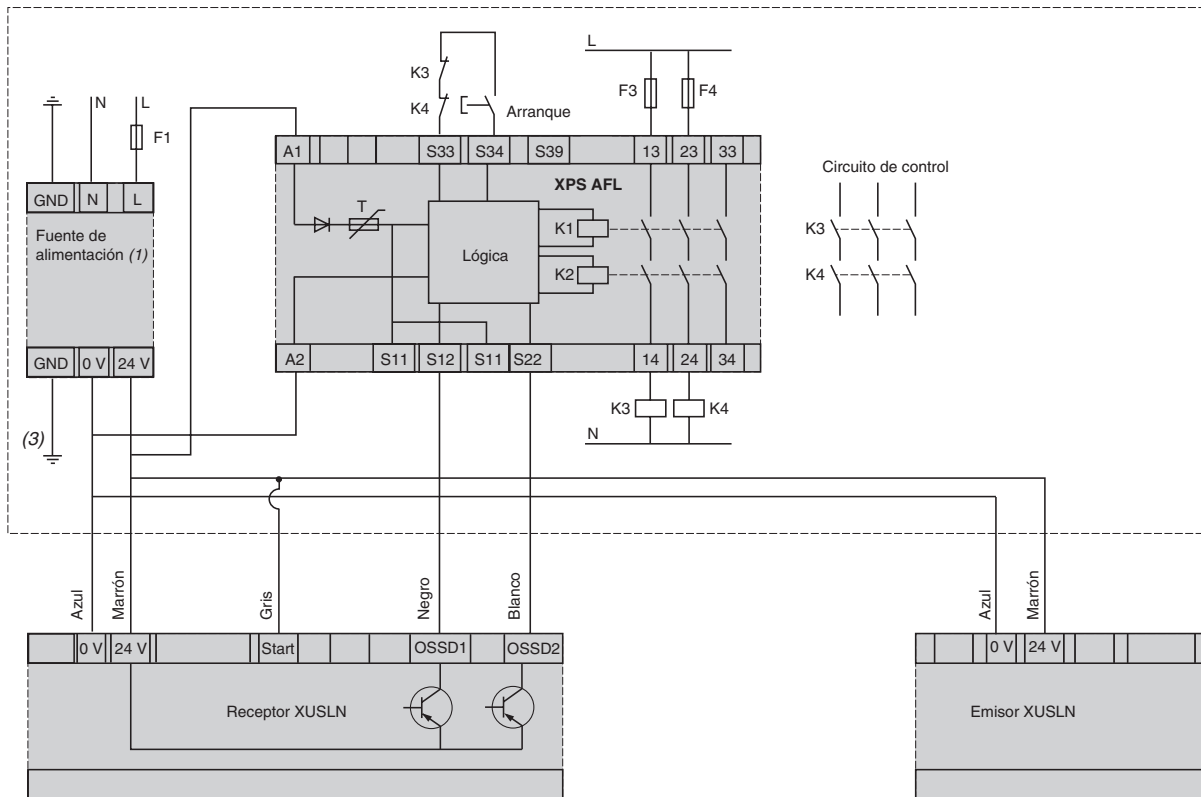 L
K3
F3
F4
N
L
K4
Arranque
F1
A1
S33
S34
S39
13
23
33
Circuito de control
XPS AFL
GND
N
L
T
K1
K3
Fuente de
alimentación (1)
Lógica
K2
K4
GND
0 V
24 V
A2
S11
S12
S11
S22
14
24
34
K3
K4
(3)
N
Azul
Marrón
Gris
Negro
Blanco
Azul
Marrón
0 V
24 V
Start
OSSD1
OSSD2
0 V
24 V
Receptor XUSLN
Emisor XUSLN